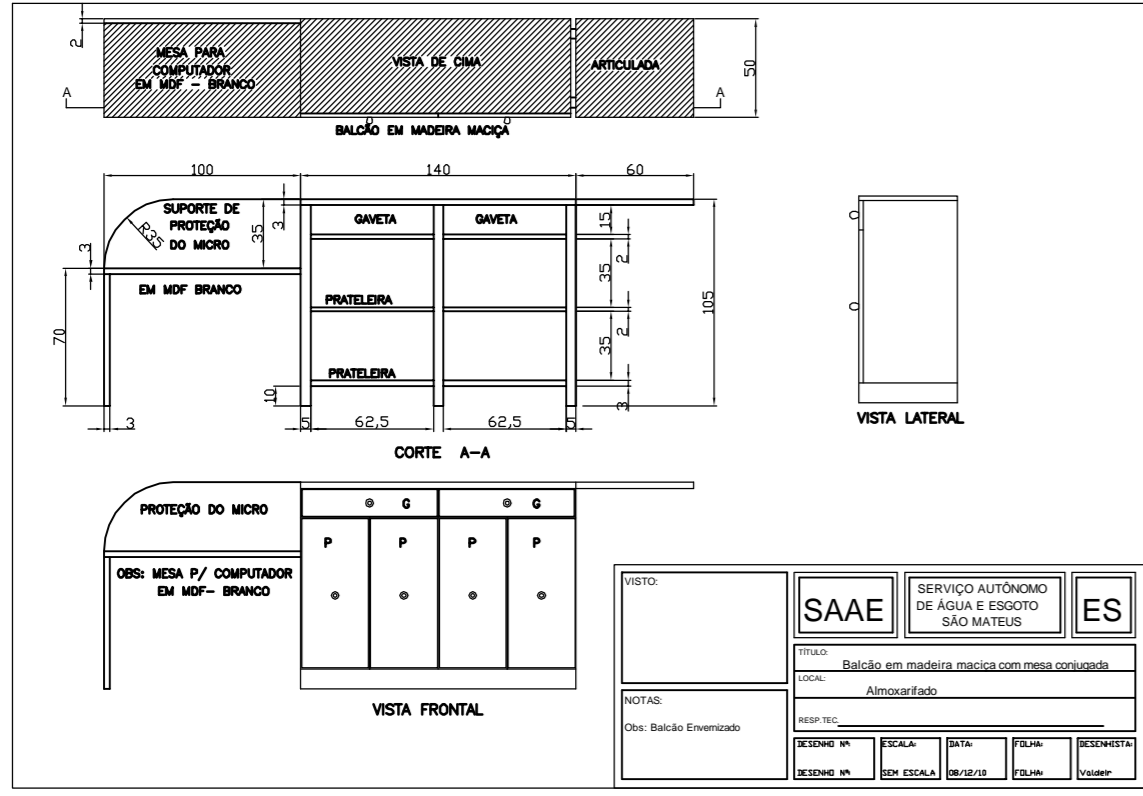 2
MESA PARA
COMPUTADOR
EM MDF - BRANCO
VISTA DE CIMA
ARTICULADA
50
A
A
BALCÃO EM MADEIRA MACIÇA
100
140
60
SUPORTE DE
PROTEÇÃO
DO MICRO
R35
35
3
GAVETA
GAVETA
15
3
2
EM MDF BRANCO
35
PRATELEIRA
105
70
2
35
PRATELEIRA
10
3
3
5
62,5
62,5
5
CORTE A-A
VISTA LATERAL
PROTEÇÃO DO MICRO
G
G
P
P
P
P
OBS: MESA P/ COMPUTADOR
EM MDF- BRANCO
VISTA FRONTAL
VISTO:
SAAE
SERVIÇO AUTÔNOMO
DE ÁGUA E ESGOTO
SÃO MATEUS
ES
TÍTULO:
Balcão em madeira maciça com mesa conjugada
LOCAL:
Almoxarifado
RESP.TEC.
NOTAS:
Obs: Balcão Envernizado
DESENHO Nº:
ESCALA:
DATA:
FOLHA:
DESENHISTA:
DESENHO Nº:
SEM ESCALA
08/12/10
FOLHA:
Valdeir